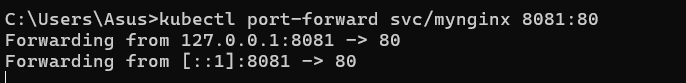 C:\Users\Asus>kubectl port-forward svc/mynginx 8081:80
Forwarding from 127.0.0.1:8081 -> 80
Forwarding from [::1]:8081 -> 80